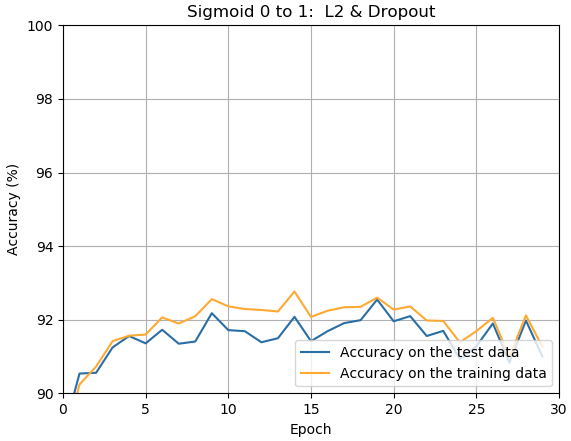 Sigmoid 0 to 1:  L2 & Dropout
Accuracy (%)
100
98
96
94
92
90
0 5 10 15 20 25 30
Epoch
Accuracy on the test data
Accuracy on the training data